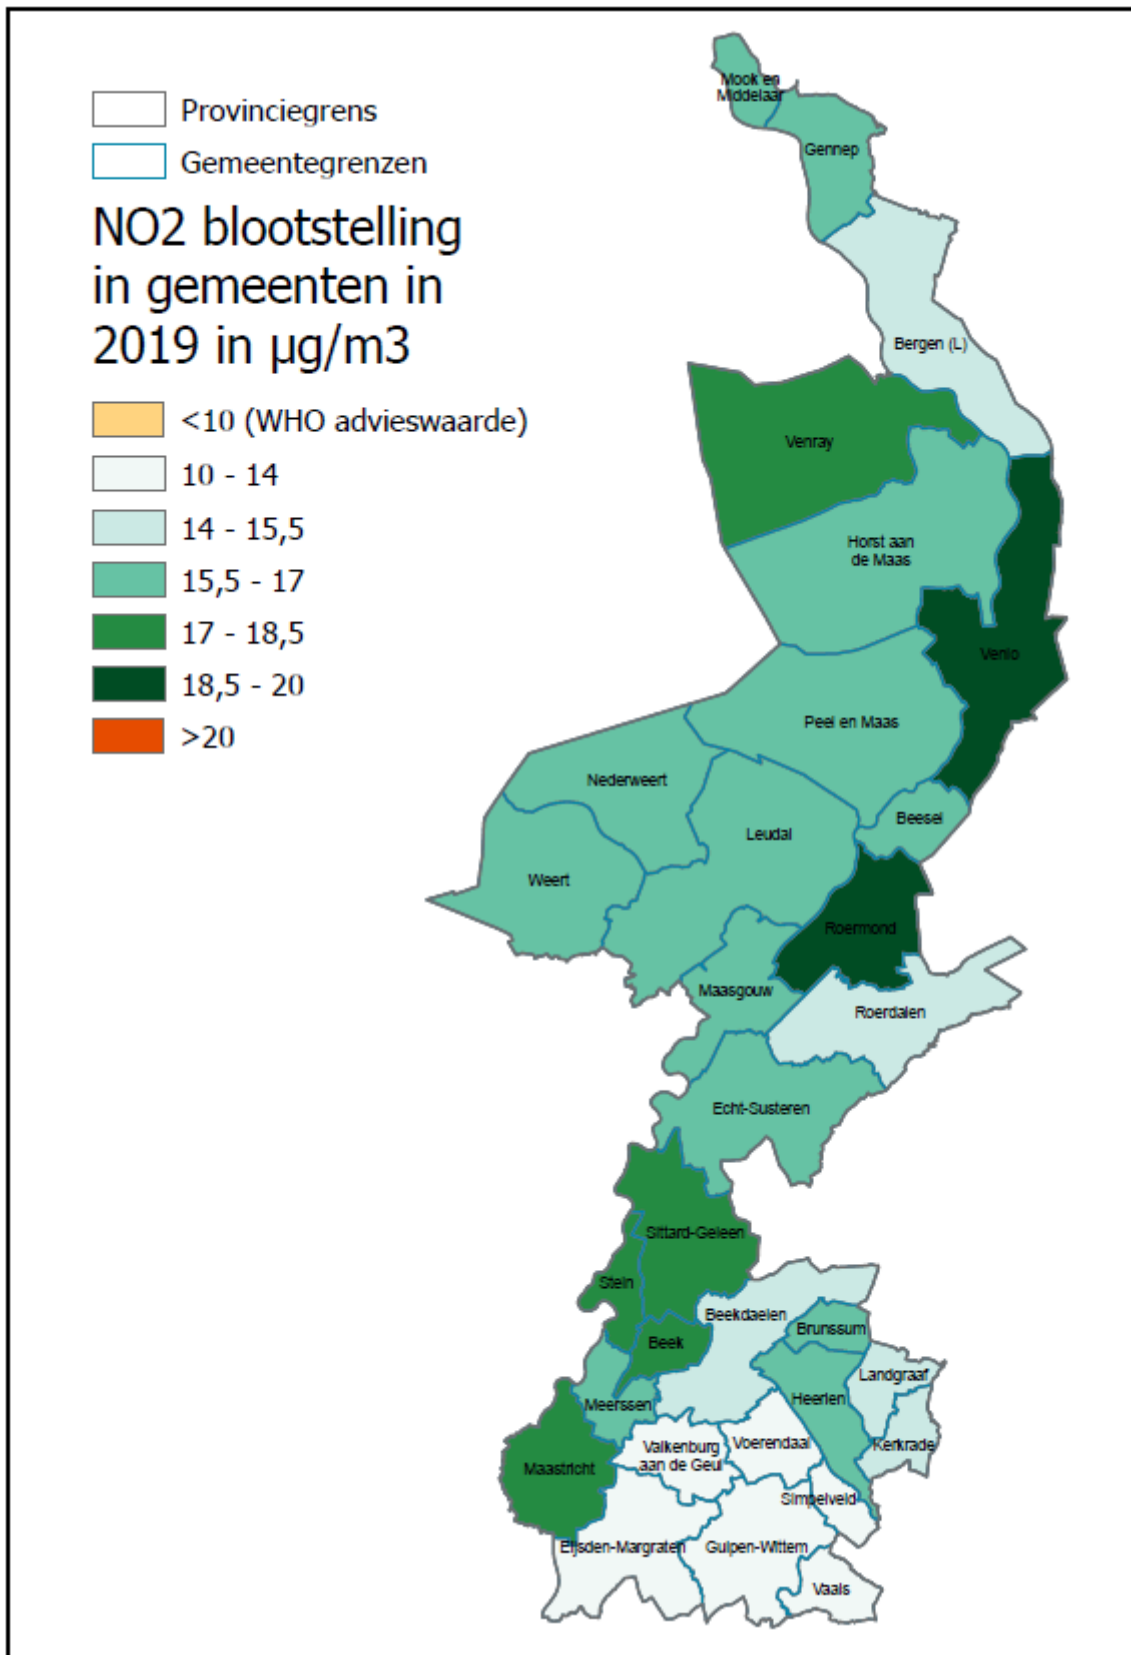 Provinciegrens
Gemeentegrenzen
NO2 blootstelling
in gemeenten in
2019 in µg/m3
<10 (WHO advieswaarde)
10 - 14
14 - 15,5
15,5 - 17
17 - 18,5
18,5 - 20
>20
Mook en
Middelaar
Gennep
Bergen (L)
Venray
Horst aan
de Maas
Venlo
Peel en Maas
Nederweert
Beesel
Leudal
Weert
Roermond
Maasgouw
Roerdalen
Echt-Susteren
Sittard-Geleen
Stein
Beekdaelen
Brunssum
Beek
Landgraaf
Heerlen
Meerssen
Voerendaal
Kerkrade
Valkenburg
aan de Geul
Maastricht
Simpelveld
Eijsden-Margraten
Gulpen-Wittem
Vaals